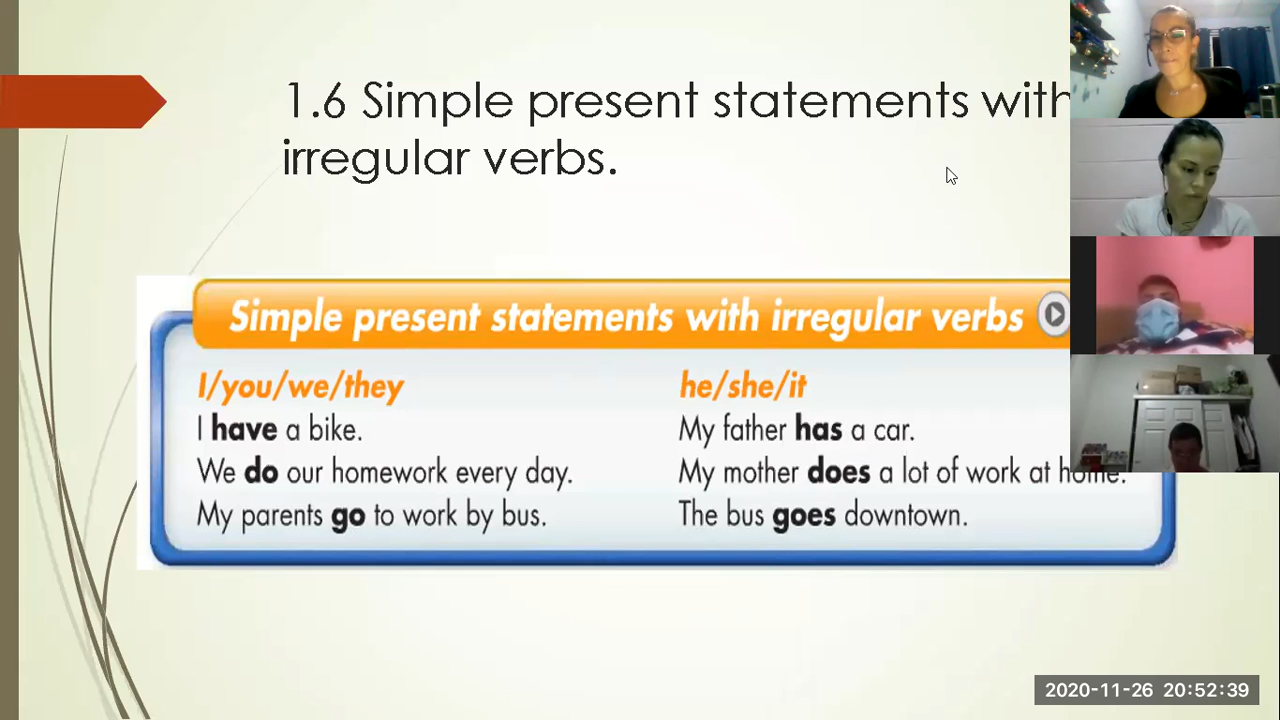 1.6 Simple present statements with
irregular verbs.
Simple present statements with irregular verbs
I/you/we/they
I have a bike.
We do our homework every day.
My parents go to work by bus.
he/she/it
My father has a car.
My mother does a lot of work at home.
The bus goes downtown.
2020-11-26 20:52:39